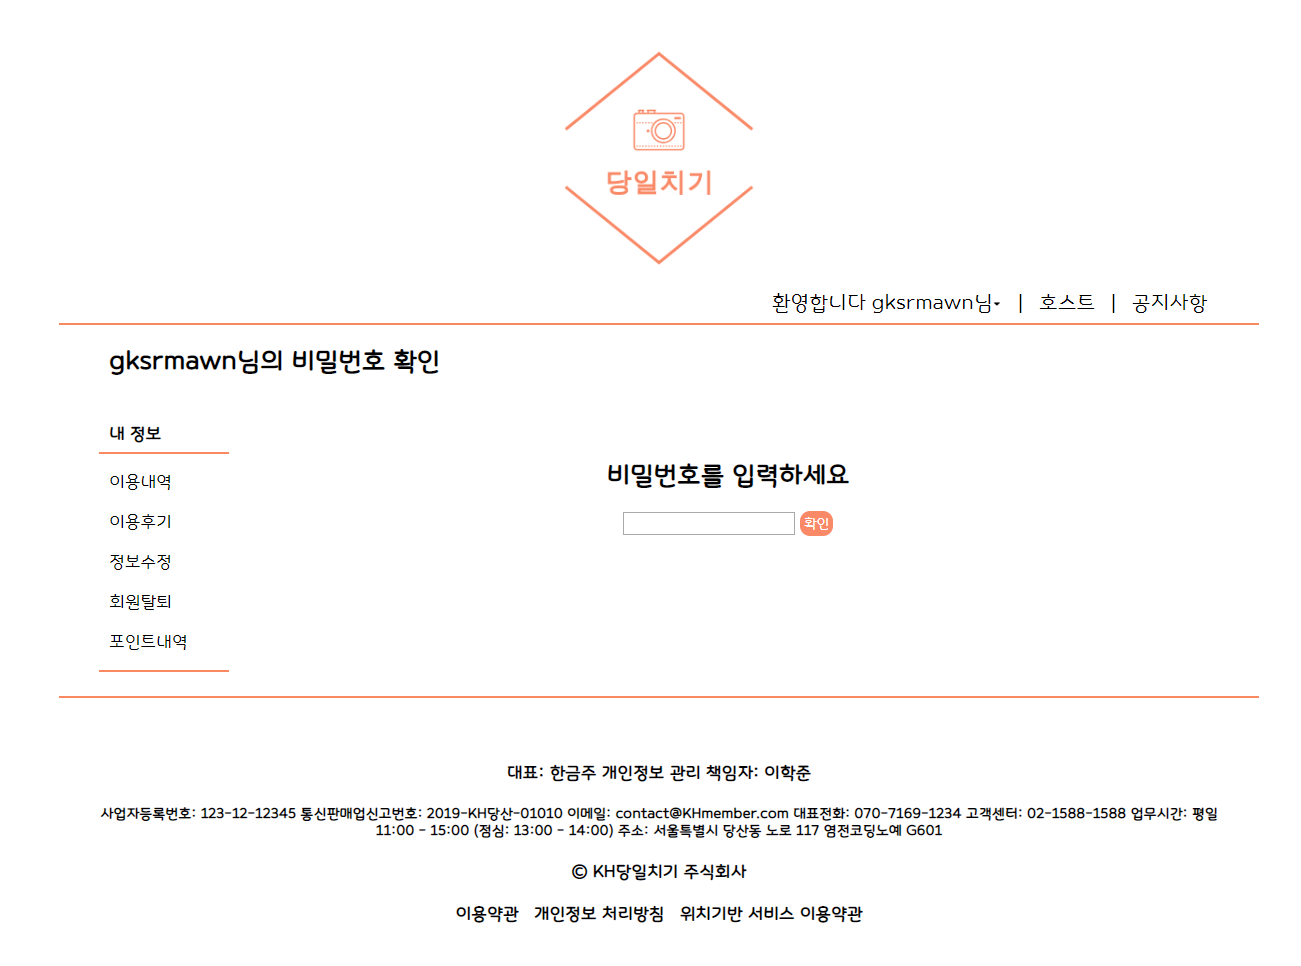 당일치기
환영합니다 gksrmawn님 | 호스트 | 공지사항
gksrmawn님의 비밀번호 확인
내 정보
이용내역
이용후기
정보수정
회원탈퇴
포인트내역
비밀번호를 입력하세요
확인
대표: 한금주 개인정보 관리 책임자: 이학준
사업자등록번호: 123-12-12345 통신판매업신고번호: 2019-KH당산-01010 이메일: contact@KHmember.com 대표전화: 070-7169-1234 고객센터: 02-1588-1588 업무시간: 평일
11:00 - 15:00 (점심: 13:00 - 14:00) 주소: 서울특별시 당산동 노로 117 염전코딩노예 G601
© KH당일치기 주식회사
이용약관 개인정보 처리방침 위치기반 서비스 이용약관